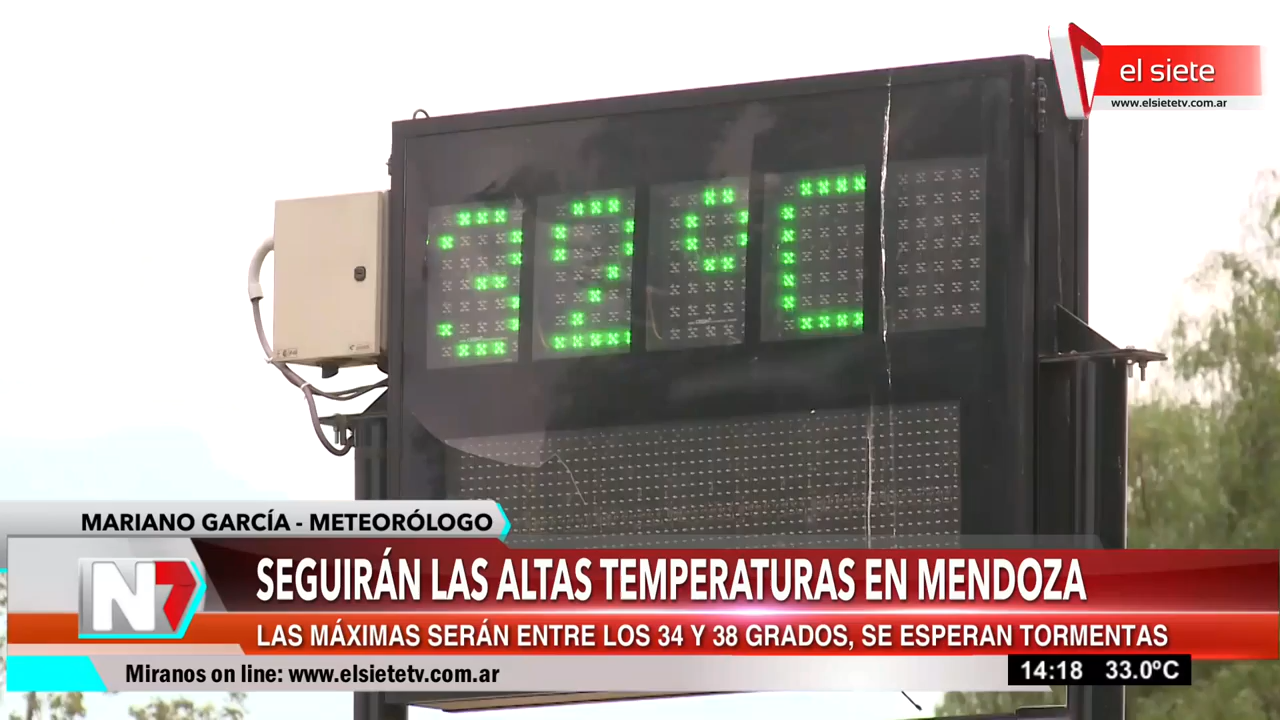 el siete
www.elsietetv.com.ar
32°C
MARIANO GARCÍA - METEORÓLOGO
N7
SEGUIRÁN LAS ALTAS TEMPERATURAS EN MENDOZA
LAS MÁXIMAS SERÁN ENTRE LOS 34 Y 38 GRADOS, SE ESPERAN TORMENTAS
Miranos on line: www.elsietetv.com.ar
14:18 33.0ºC